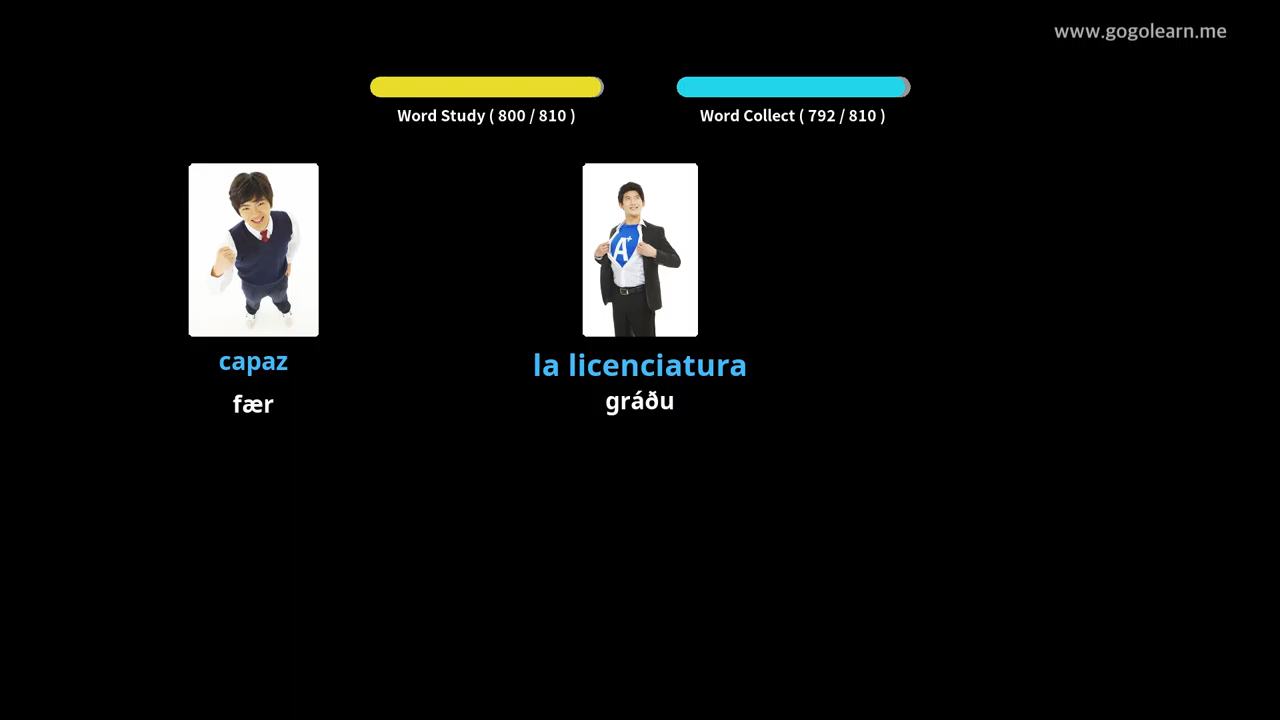 www.gogolearn.me
Word Study ( 800 / 810 )
Word Collect ( 792 / 810 )
A+
capaz
la licenciatura
fær
gráðu